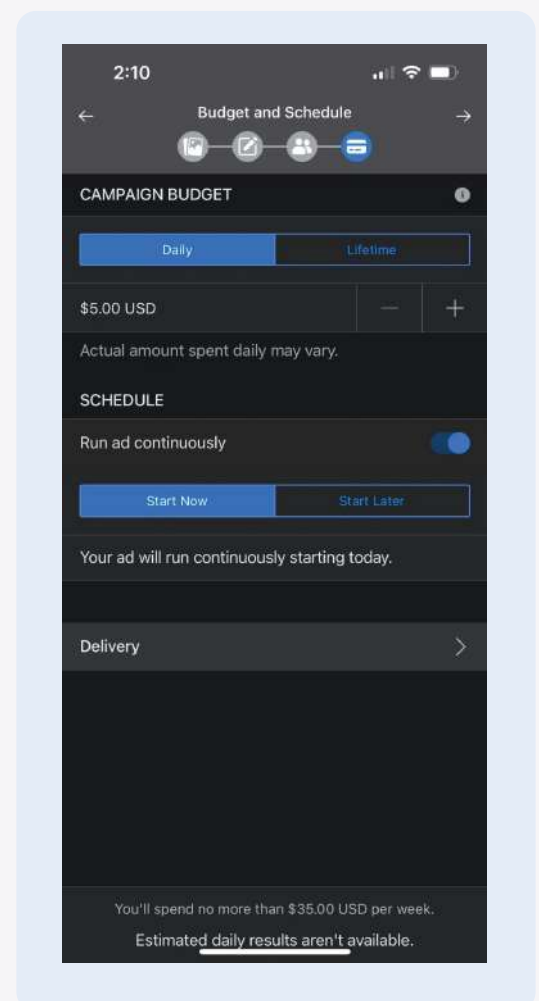 2:10
Budget and Schedule
CAMPAIGN BUDGET
Daily
Lifetime
$5.00 USD
Actual amount spent daily may vary.
SCHEDULE
Run ad continuously
Start Now
Start Later
Your ad will run continuously starting today.
Delivery
You'll spend no more than $35.00 USD per week.
Estimated daily results aren't available.